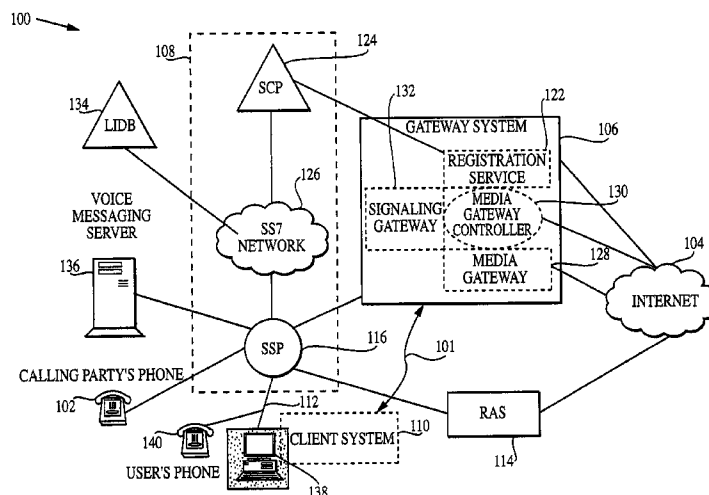 100
108
124
SCP
134
LIDB
132
122
GATEWAY SYSTEM
106
REGISTRATION
SERVICE
126
VOICE
MESSAGING
SERVER
SS7
NETWORK
SIGNALING
GATEWAY
MEDIA
GATEWAY
CONTROLLER
130
104
136
MEDIA
GATEWAY
128
INTERNET
SSP
116
101
CALLING PARTY'S PHONE
102
112
140
CLIENT SYSTEM
110
RAS
USER'S PHONE
138
114